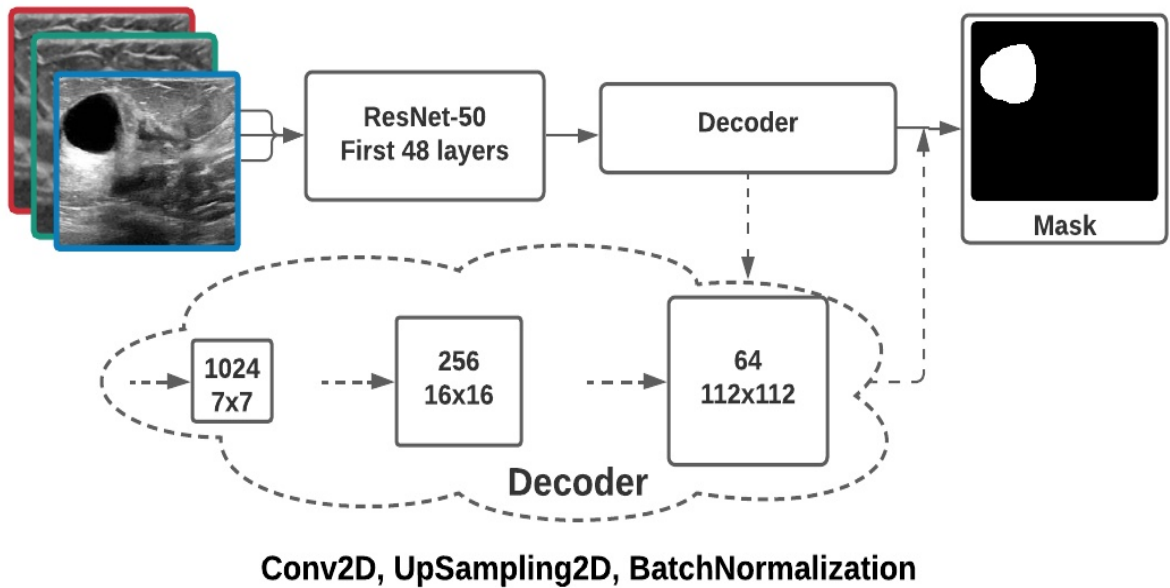 ResNet-50
First 48 layers
Decoder
Mask
1024
7x7
256
16x16
64
112x112
Decoder
Conv2D, UpSampling2D, BatchNormalization